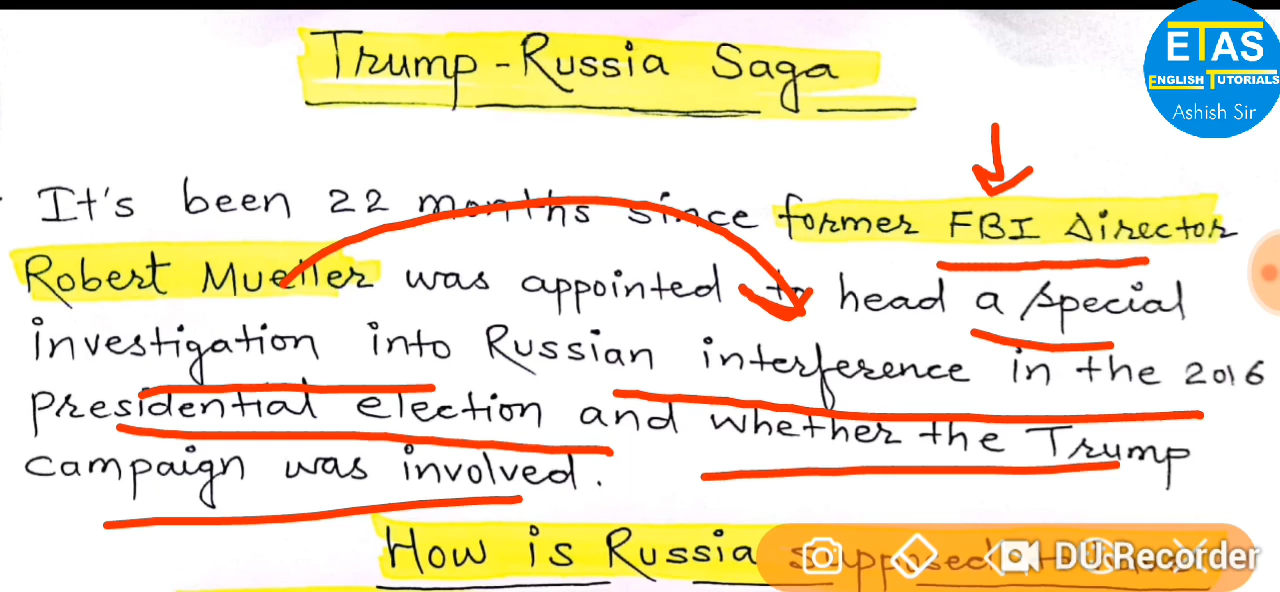 Trump-Russia Saga
ETAS
ENGLISH TUTORIALS
Ashish Sir
It's been 22 months since former FBI Director
Robert Mueller was appointed to head a special
investigation into Russian interference in the 2016
presidential election and whether the Trump
campaign was involved.
How is Russia supposed
DU Recorder